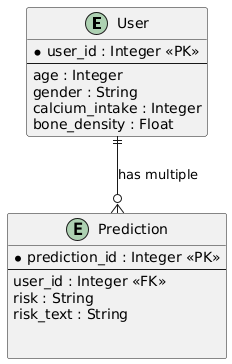 E User
* user_id : Integer «PK»
age : Integer
gender : String
calcium_intake : Integer
bone_density : Float
has multiple
E Prediction
* prediction_id : Integer «PK»
user_id : Integer «FK»
risk : String
risk_text : String